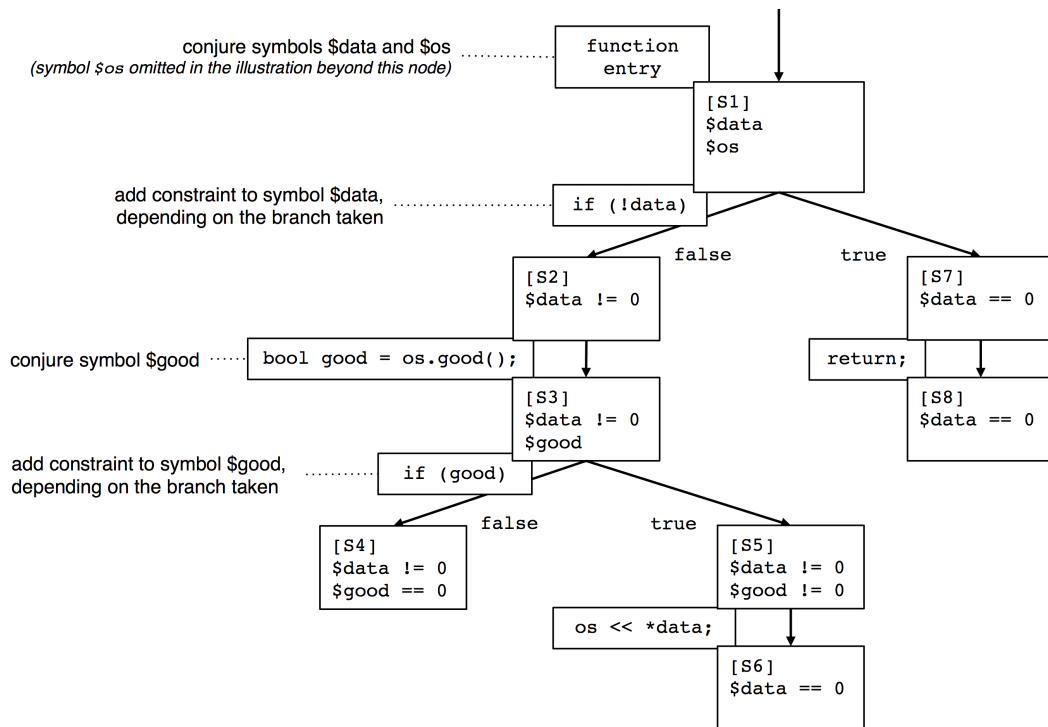 conjure symbols $data and $os
(symbol $os omitted in the illustration beyond this node)
function
entry
[S1]
$data
$os
add constraint to symbol $data,
depending on the branch taken
if (!data)
false
true
[S2]
$data != 0
[S7]
$data == 0
conjure symbol $good
bool good = os.good();
return;
[S3]
$data != 0
$good
[S8]
$data == 0
add constraint to symbol $good,
depending on the branch taken
if (good)
false
true
[S4]
$data != 0
$good == 0
[S5]
$data != 0
$good != 0
os << *data;
[S6]
$data == 0